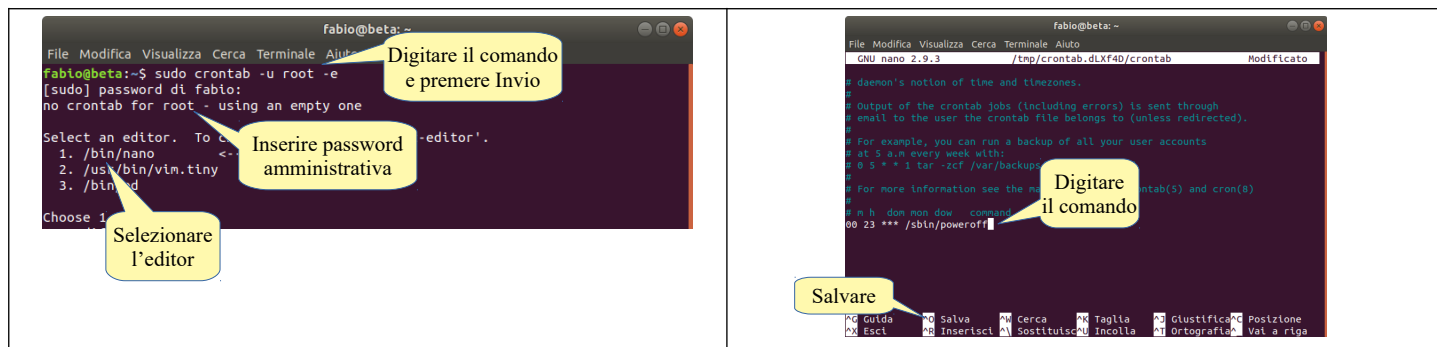 fabio@beta: ~
File Modifica Visualizza Cerca Terminale Aiuto
fabio@beta:~$ sudo crontab -u root -e
[sudo] password di fabio:
no crontab for root - using an empty one
Select an editor. To -editor'.
1. /bin/nano <--
2. /usr/bin/vim.tiny
3. /bin/ed
Choose 1
Digitare il comando
e premere Invio
Inserire password
amministrativa
Selezionare
l’editor
fabio@beta: ~
File Modifica Visualizza Cerca Terminale Aiuto
GNU nano 2.9.3 /tmp/crontab.dLXf4D/crontab Modificato
# daemon's notion of time and timezones.
#
# Output of the crontab jobs (including errors) is sent through
# email to the user the crontab file belongs to (unless redirected).
#
# For example, you can run a backup of all your user accounts
# at 5 a.m every week with:
# 0 5 * * 1 tar -zcf /var/backups
#
# For more information see the crontab(5) and cron(8)
#
# m h dom mon dow command
00 23 *** /sbin/poweroff
Digitare
il comando
Salvare
^G Guida ^O Salva ^W Cerca ^K Taglia ^J Giustifica ^C Posizione
^X Esci ^R Inserisci ^\ Sostituisc ^U Incolla ^T Ortografia ^_ Vai a riga